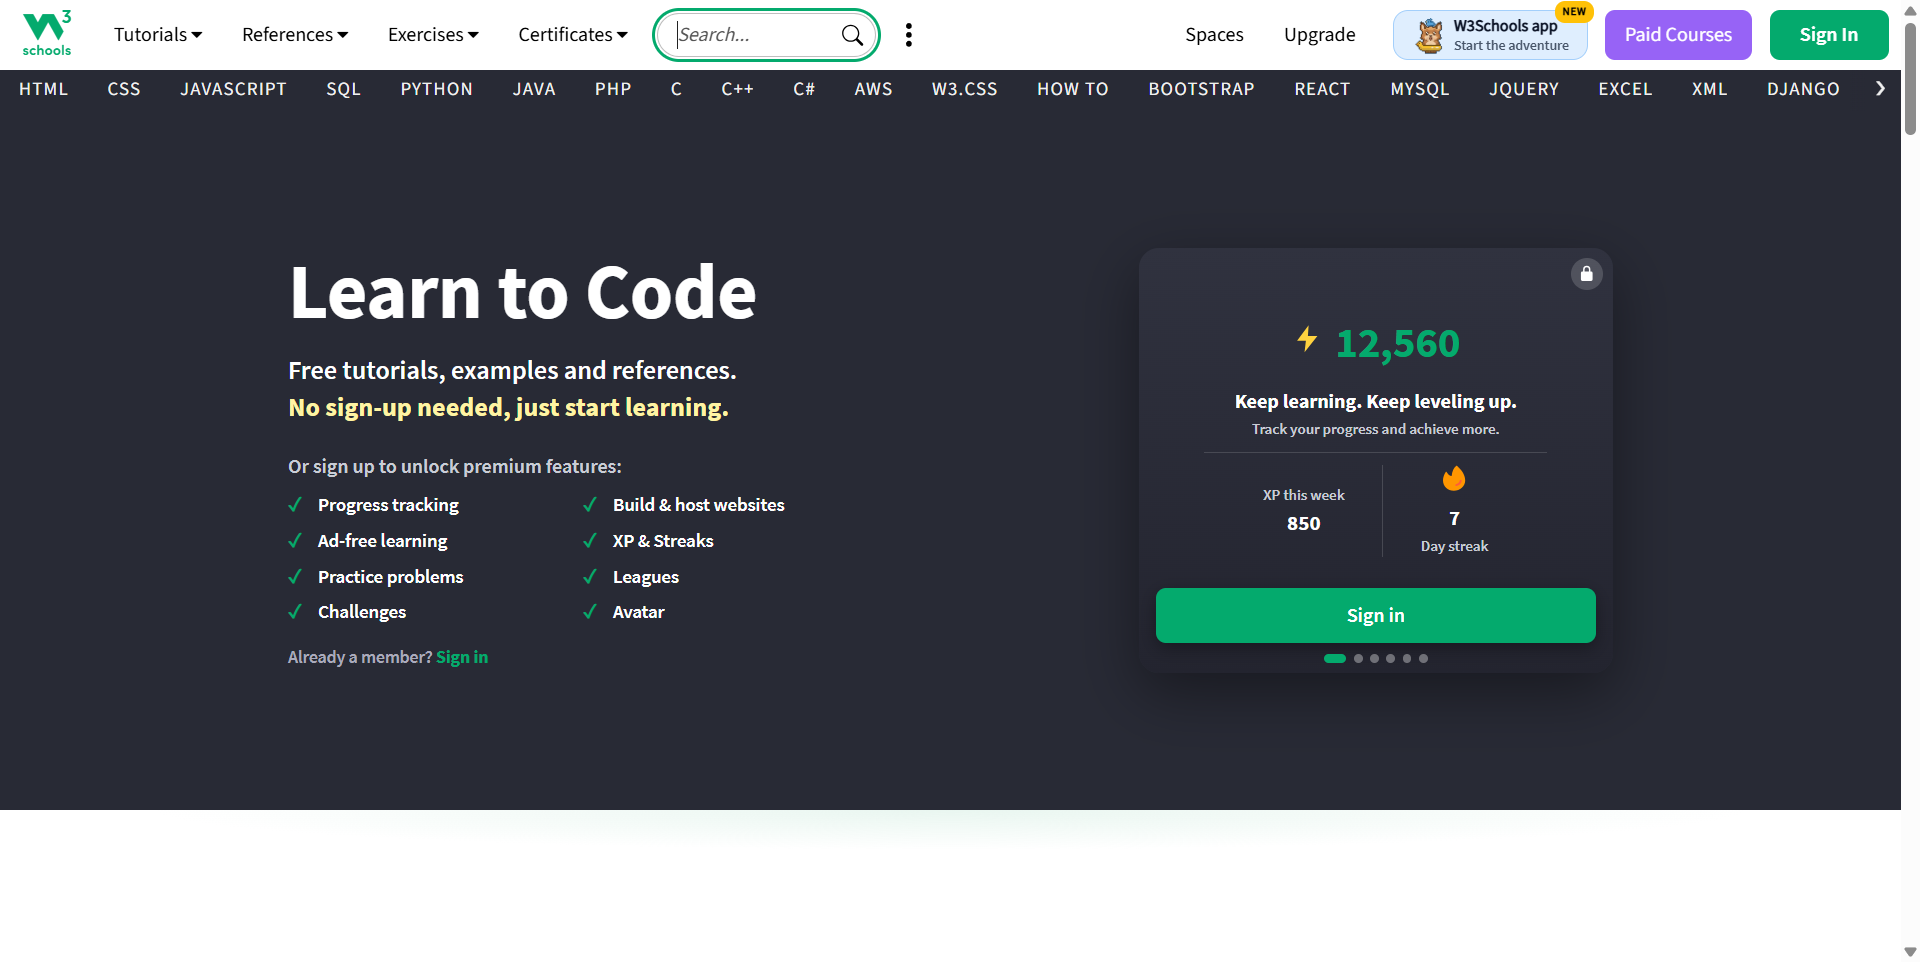 3
schools
Tutorials References Exercises Certificates Search... Spaces Upgrade W3Schools app NEW Paid Courses Sign In
Start the adventure
HTML CSS JAVASCRIPT SQL PYTHON JAVA PHP C C++ C# AWS W3.CSS HOW TO BOOTSTRAP REACT MYSQL JQUERY EXCEL XML DJANGO
Learn to Code
Free tutorials, examples and references.
No sign-up needed, just start learning.
Or sign up to unlock premium features:
Progress tracking Build & host websites
Ad-free learning XP & Streaks
Practice problems Leagues
Challenges Avatar
Already a member? Sign in
12,560
Keep learning. Keep leveling up.
Track your progress and achieve more.
XP this week
850
7
Day streak
Sign in